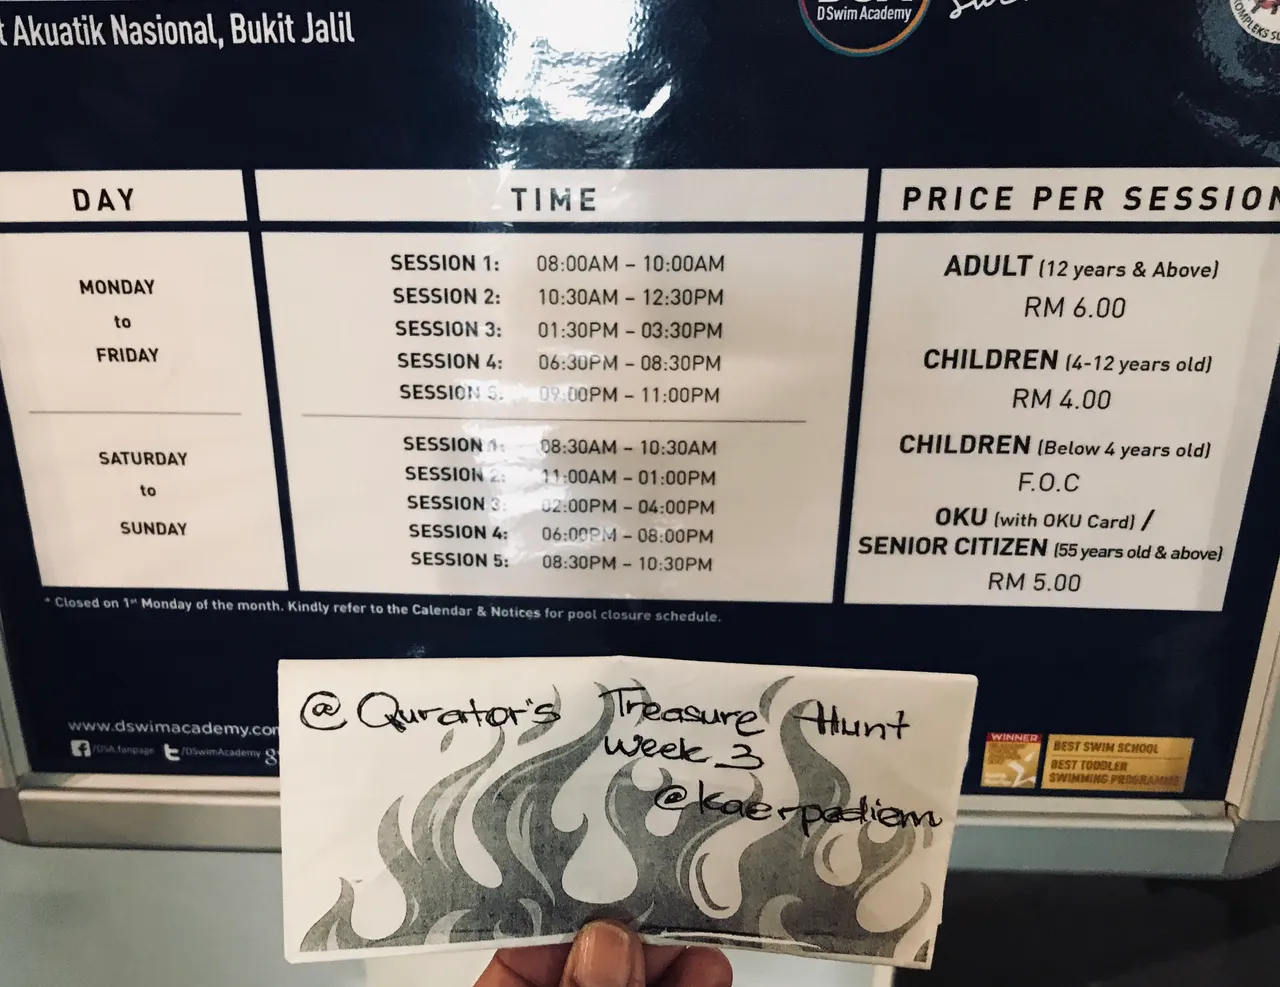 t Akuatik Nasional, Bukit Jalil
DSwim Academy
DAY
TIME
PRICE PER SESSION
MONDAY
to
FRIDAY
SESSION 1: 08:00AM – 10:00AM
SESSION 2: 10:30AM – 12:30PM
SESSION 3: 01:30PM – 03:30PM
SESSION 4: 06:30PM – 08:30PM
SESSION 5: 09:00PM – 11:00PM
SATURDAY
to
SUNDAY
SESSION 1: 08:30AM – 10:30AM
SESSION 2: 11:00AM – 01:00PM
SESSION 3: 02:00PM – 04:00PM
SESSION 4: 06:00PM – 08:00PM
SESSION 5: 08:30PM – 10:30PM
ADULT (12 years & Above)
RM 6.00
CHILDREN (4-12 years old)
RM 4.00
CHILDREN (Below 4 years old)
F.O.C
OKU (with OKU Card) /
SENIOR CITIZEN (55 years old & above)
RM 5.00
* Closed on 1st Monday of the month. Kindly refer to the Calendar & Notices for pool closure schedule.
www.dswimacademy.com
/DSA.fanpage /DSwimAcademy
WINNER
BEST SWIM SCHOOL
BEST TODDLER
SWIMMING PROGRAMME
@Qurator's Treasure Hunt
Week 3
@kaerpediem